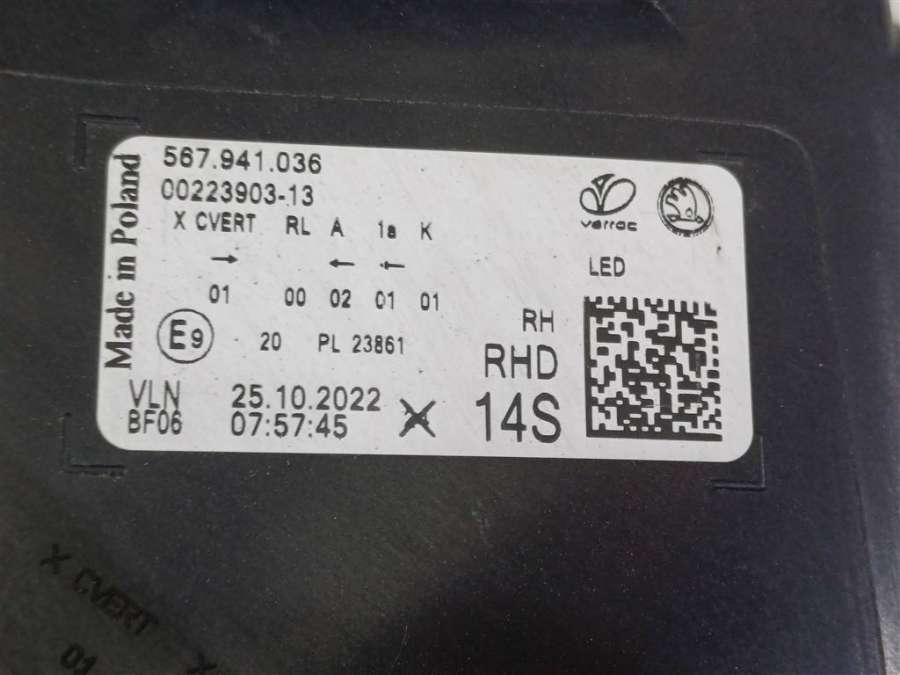 Made in Poland
567.941.036
00223903-13
X CVERT RL A 1a K
→ ← ←
01 00 02 01 01
E9 20 PL 23861
VLN 25.10.2022
BF06 07:57:45
varroc
LED
RH
RHD
14S
X CVERT
01